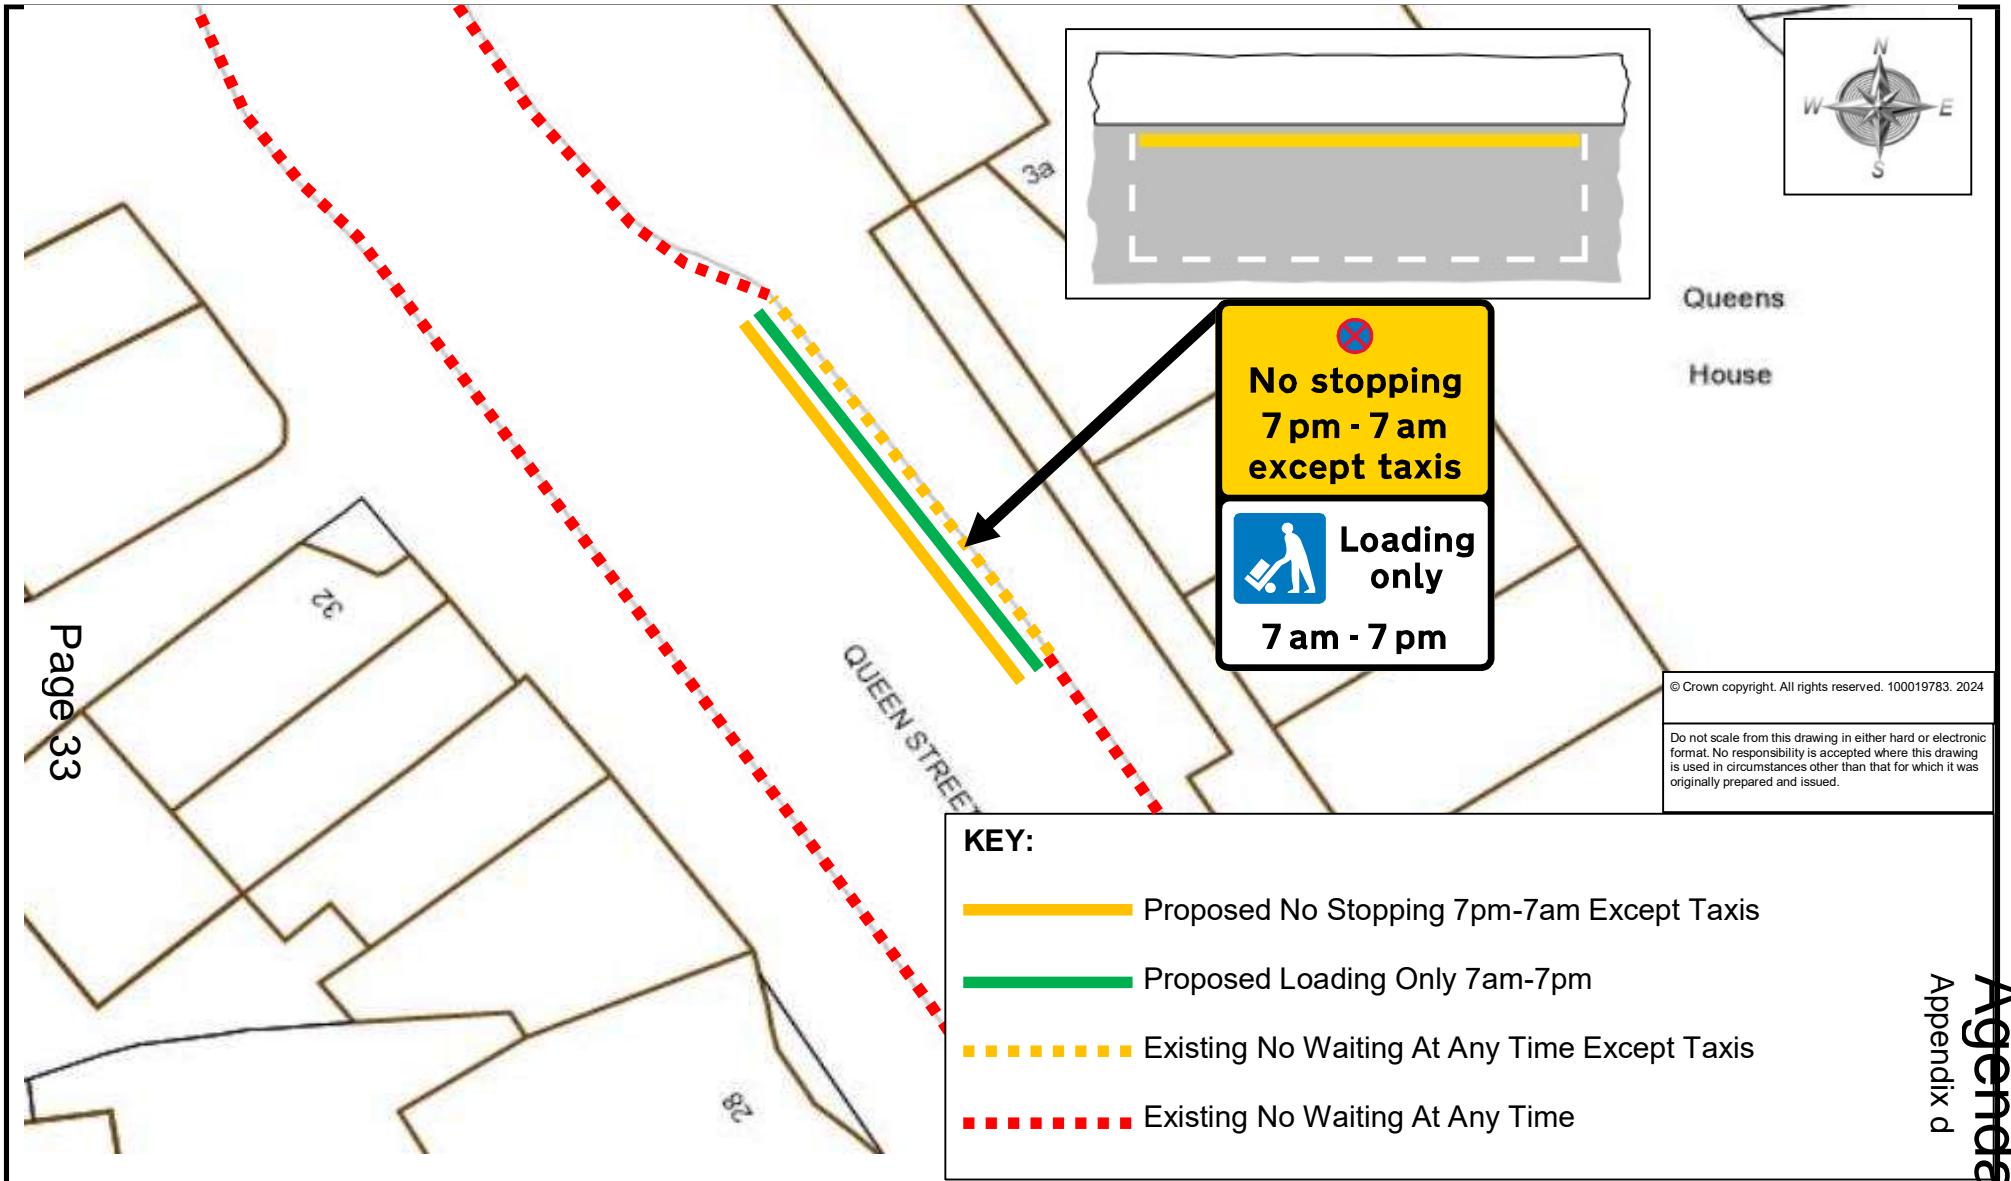 3a
N
W
E
S
Queens
House
No stopping
7 pm - 7 am
except taxis
Loading
only
7 am - 7 pm
32
Page 33
QUEEN STREET
© Crown copyright. All rights reserved. 100019783. 2024
Do not scale from this drawing in either hard or electronic
format. No responsibility is accepted where this drawing
is used in circumstances other than that for which it was
originally prepared and issued.
KEY:
Proposed No Stopping 7pm-7am Except Taxis
Proposed Loading Only 7am-7pm
Existing No Waiting At Any Time Except Taxis
Existing No Waiting At Any Time
28
Appendix d
Agenda